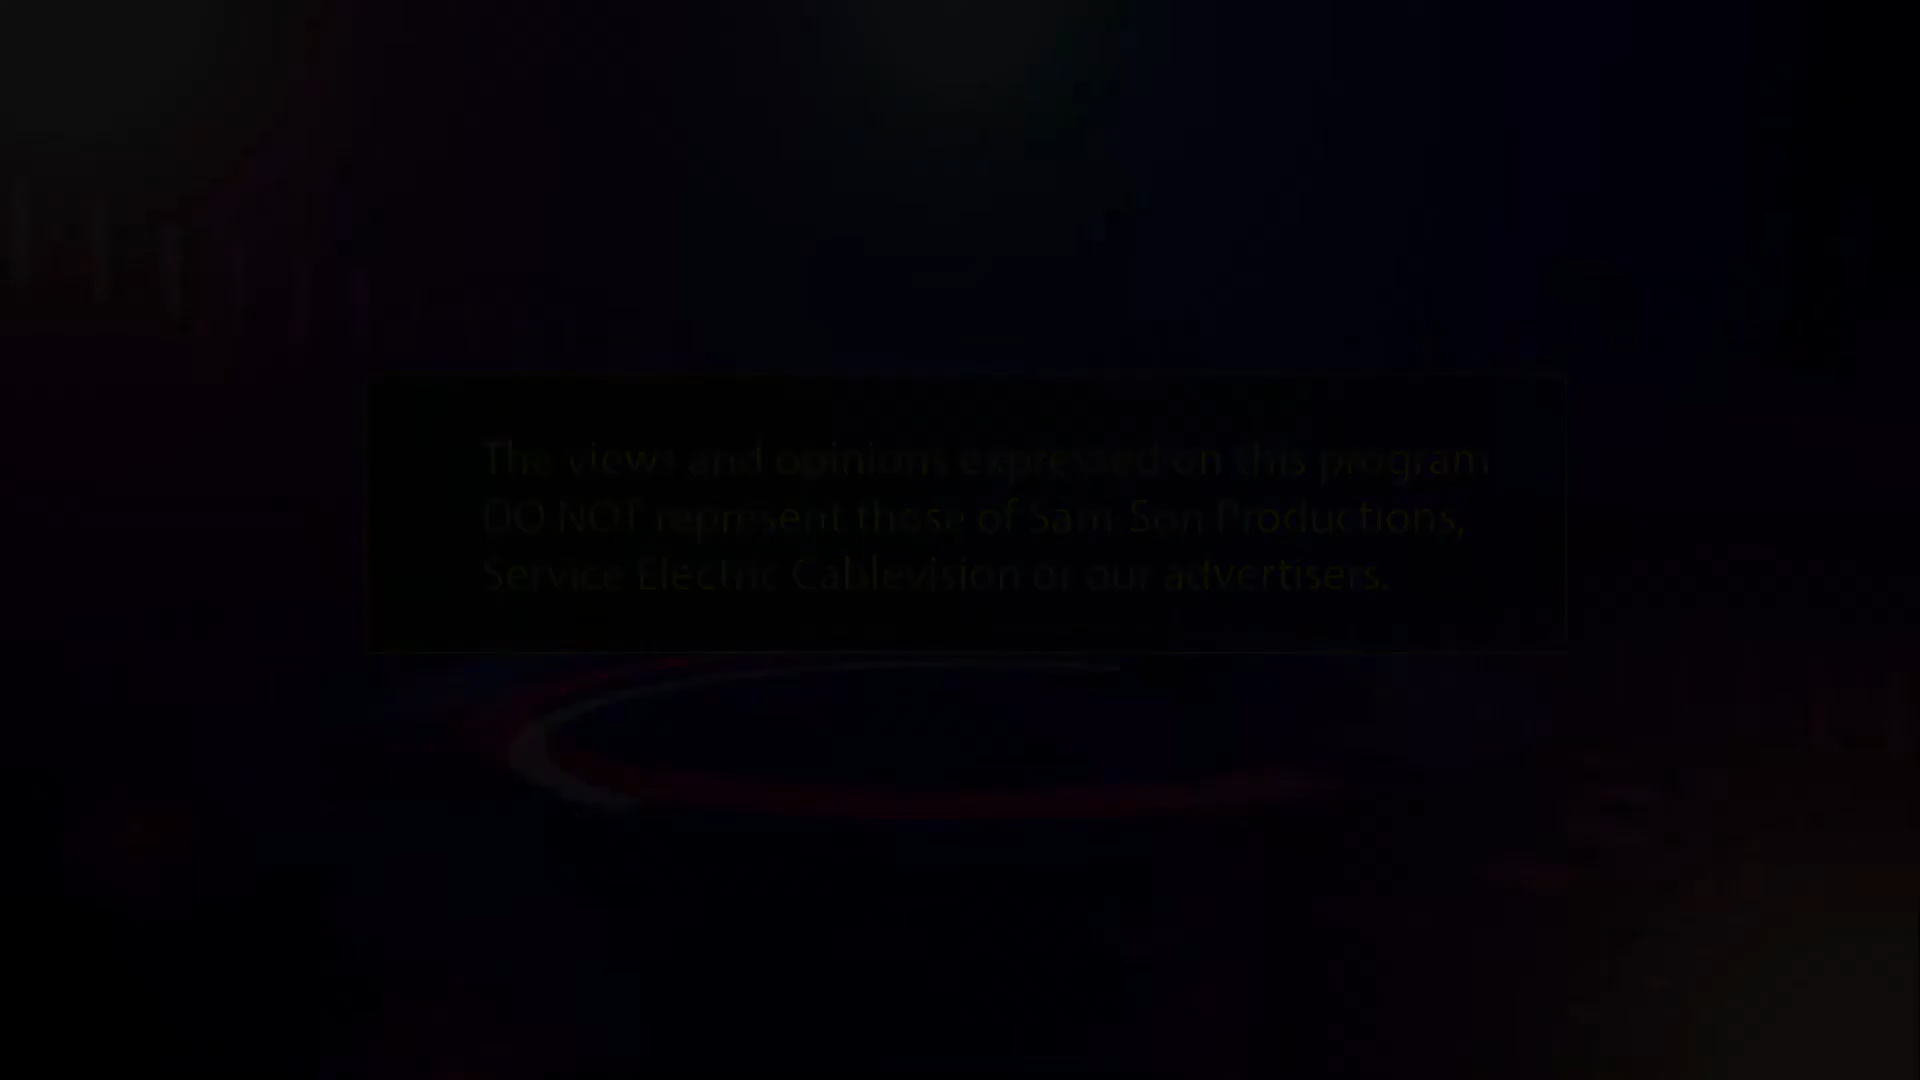 The views and opinions expressed on this program
DO NOT represent those of Sam Son Productions,
Service Electric Cablevision or our advertisers.